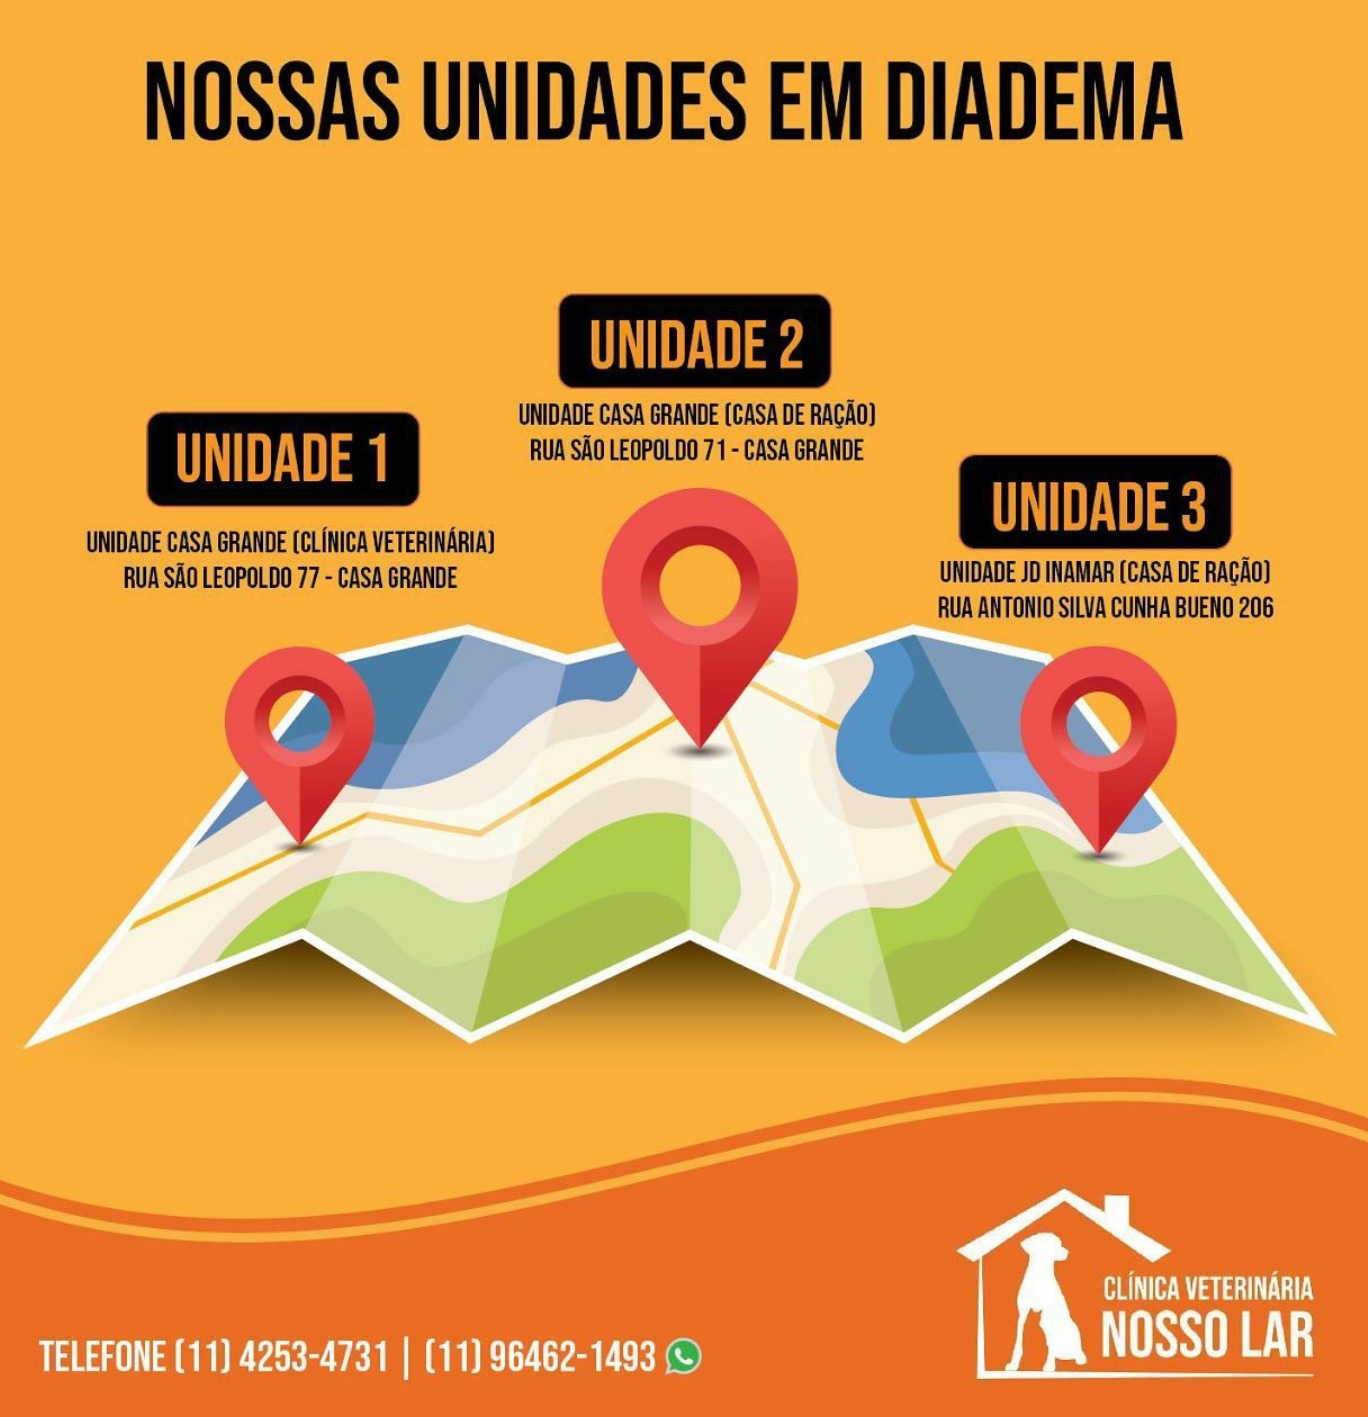 NOSSAS UNIDADES EM DIADEMA
UNIDADE 1
UNIDADE CASA GRANDE (CLÍNICA VETERINÁRIA)
RUA SÃO LEOPOLDO 77 - CASA GRANDE
UNIDADE 2
UNIDADE CASA GRANDE (CASA DE RAÇÃO)
RUA SÃO LEOPOLDO 71 - CASA GRANDE
UNIDADE 3
UNIDADE JD INAMAR (CASA DE RAÇÃO)
RUA ANTONIO SILVA CUNHA BUENO 206
TELEFONE (11) 4253-4731 | (11) 96462-1493
CLÍNICA VETERINÁRIA
NOSSO LAR